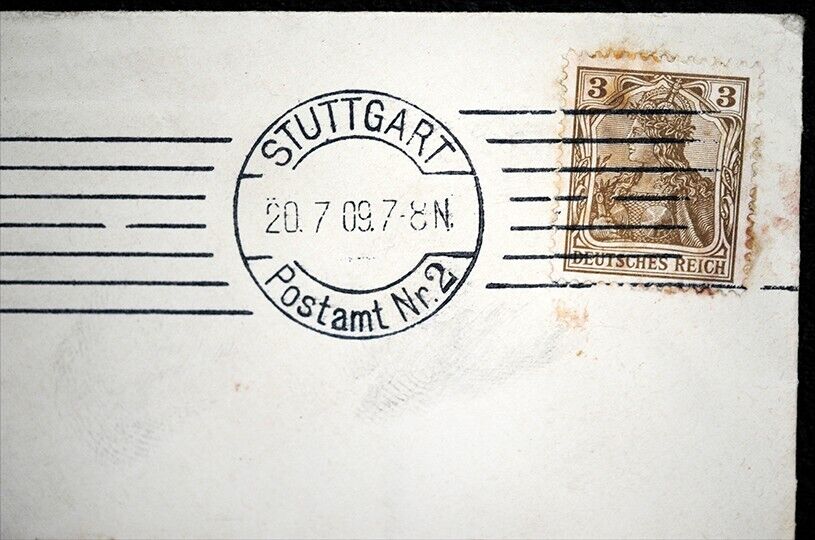 STUTTGART
20. 7 09. 7-8 N.
Postamt Nr. 2
3 3
DEUTSCHES REICH